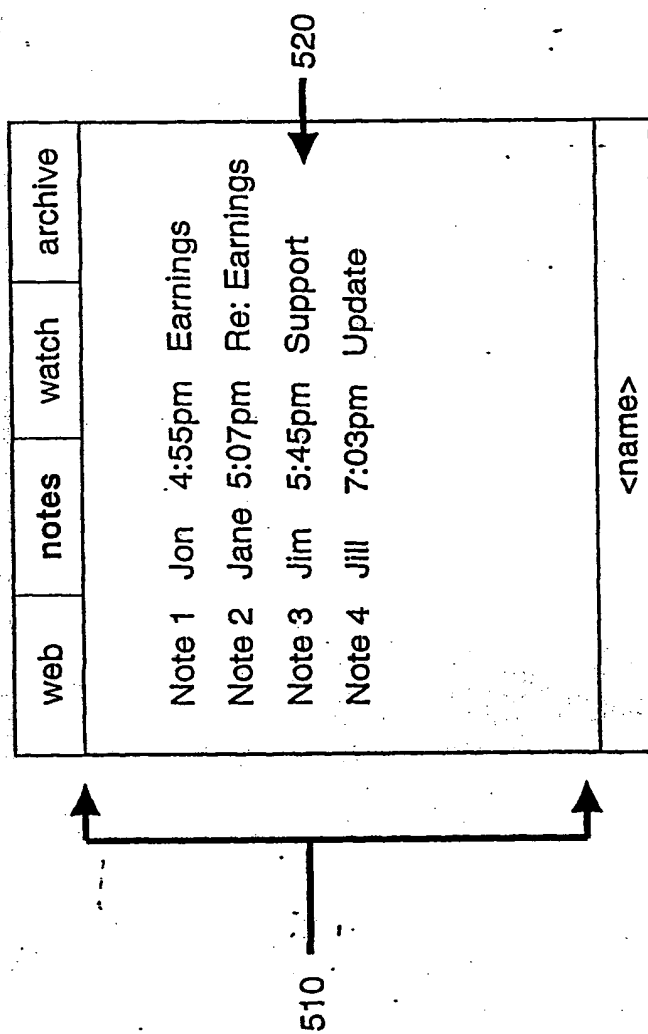 web notes watch archive
Note 1 Jon 4:55pm Earnings
Note 2 Jane 5:07pm Re: Earnings
Note 3 Jim 5:45pm Support
Note 4 Jill 7:03pm Update
<name>
510
520